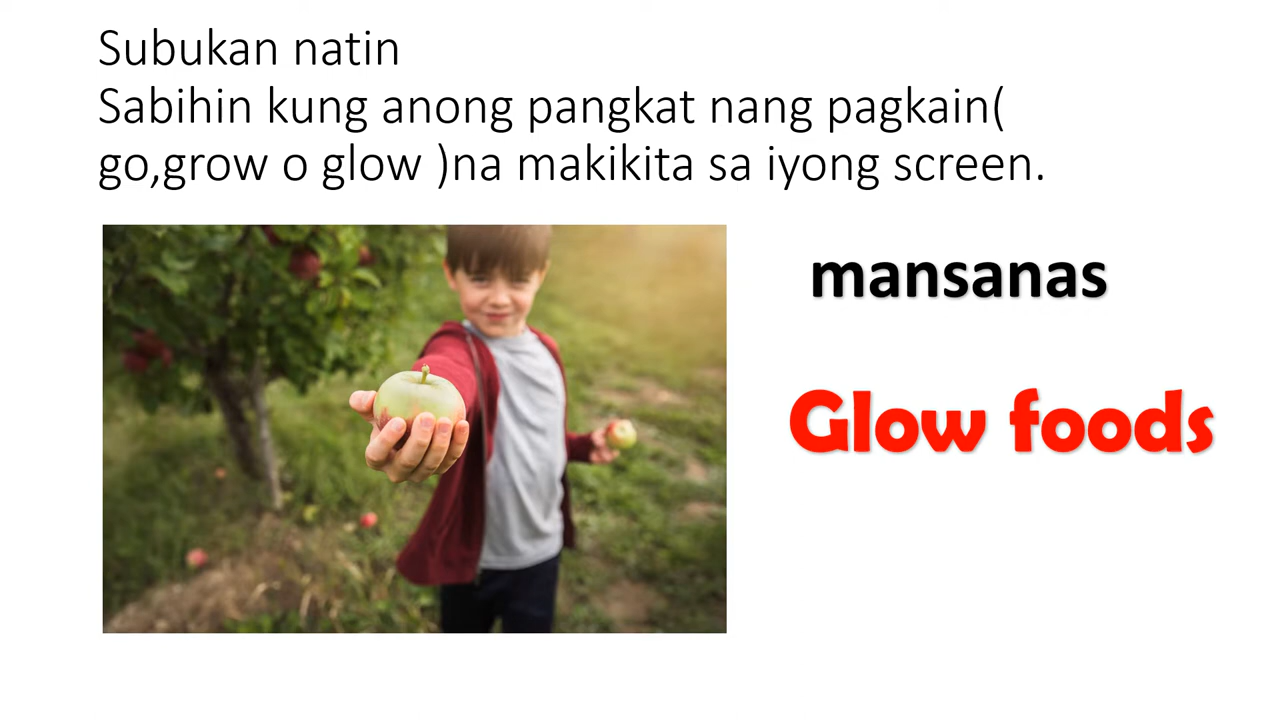 Subukan natin
Sabihin kung anong pangkat nang pagkain(
go,grow o glow )na makikita sa iyong screen.
mansanas
Glow foods